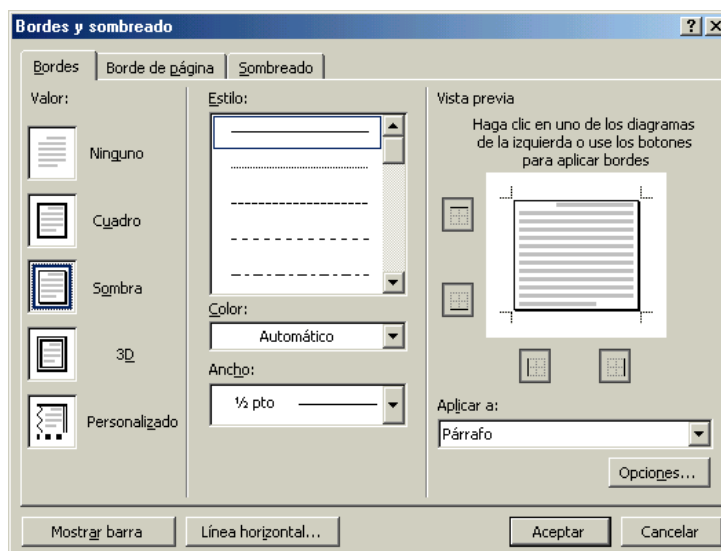 Bordes y sombreado
Bordes
Borde de página
Sombreado
Valor:
Ninguno
Cuadro
Sombra
3D
Personalizado
Estilo:
Color:
Automático
Ancho:
½ pto
Vista previa
Haga clic en uno de los diagramas
de la izquierda o use los botones
para aplicar bordes
Aplicar a:
Párrafo
Opciones...
Mostrar barra
Línea horizontal...
Aceptar
Cancelar